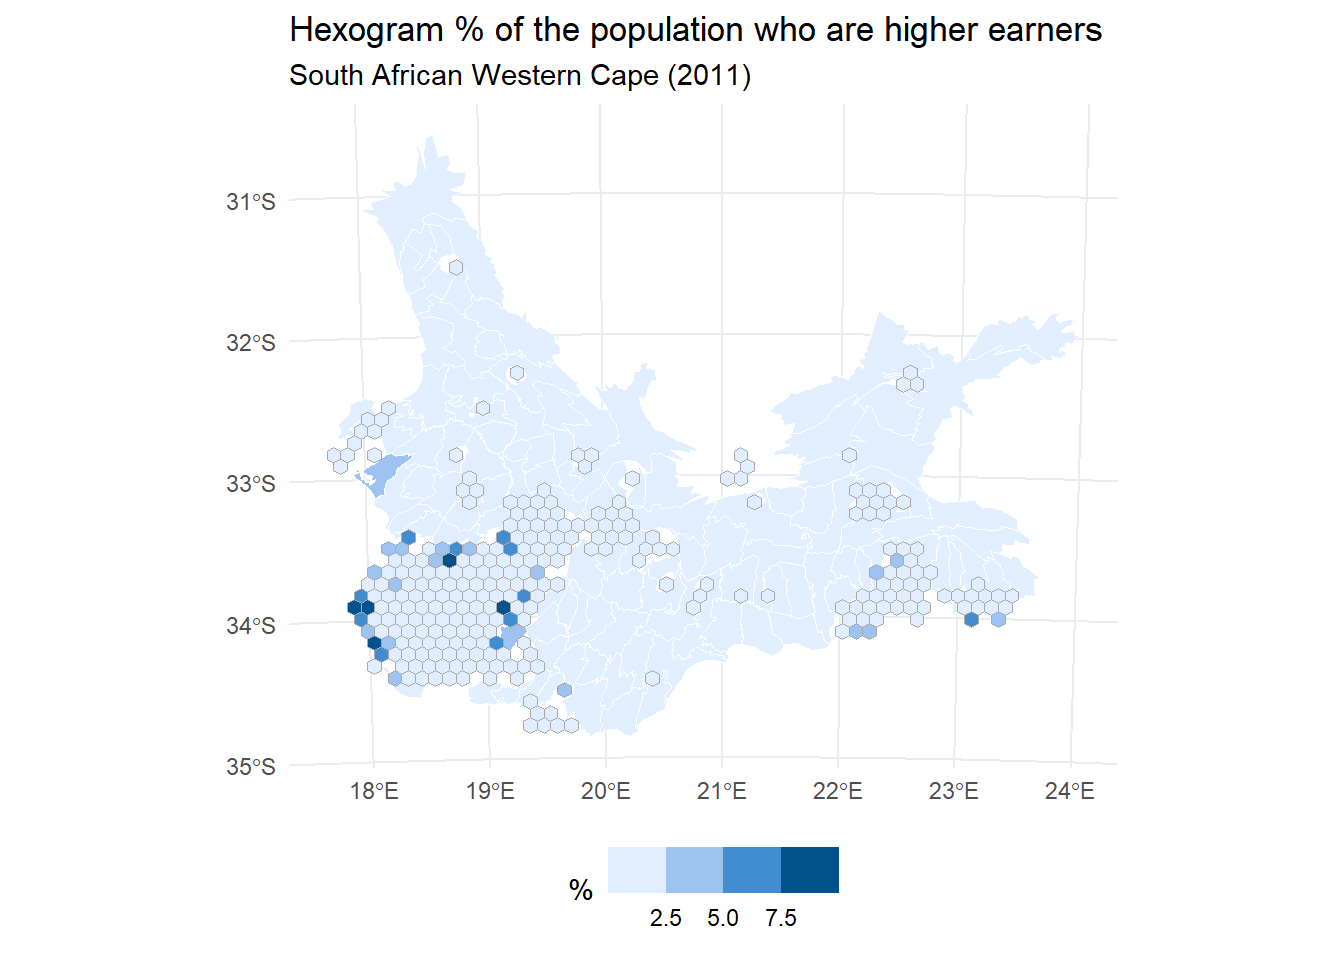 Hexogram % of the population who are higher earners
South African Western Cape (2011)
31°S
32°S
33°S
34°S
35°S
18°E 19°E 20°E 21°E 22°E 23°E 24°E
%
2.5 5.0 7.5